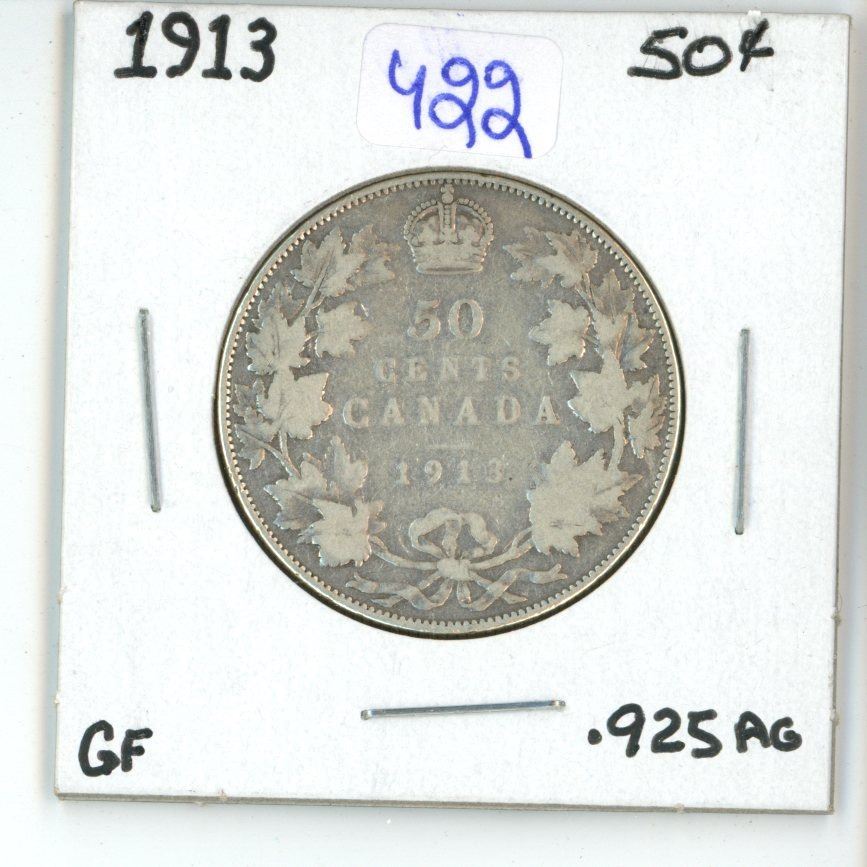 1913 422 50¢
50
CENTS
CANADA
1913
GF .925 AG